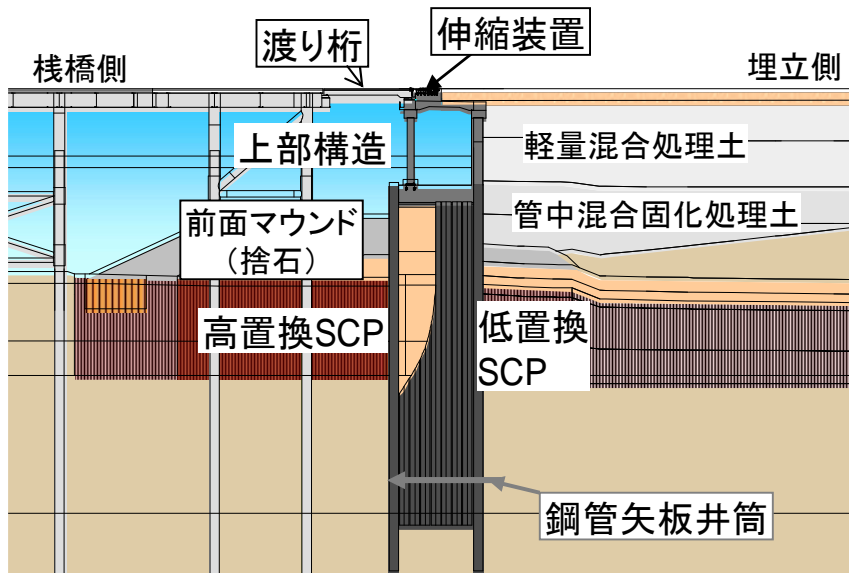 渡り桁
伸縮装置
桟橋側
埋立側
上部構造
軽量混合処理土
前面マウンド
(捨石)
管中混合固化処理土
高置換SCP
低置換
SCP
鋼管矢板井筒